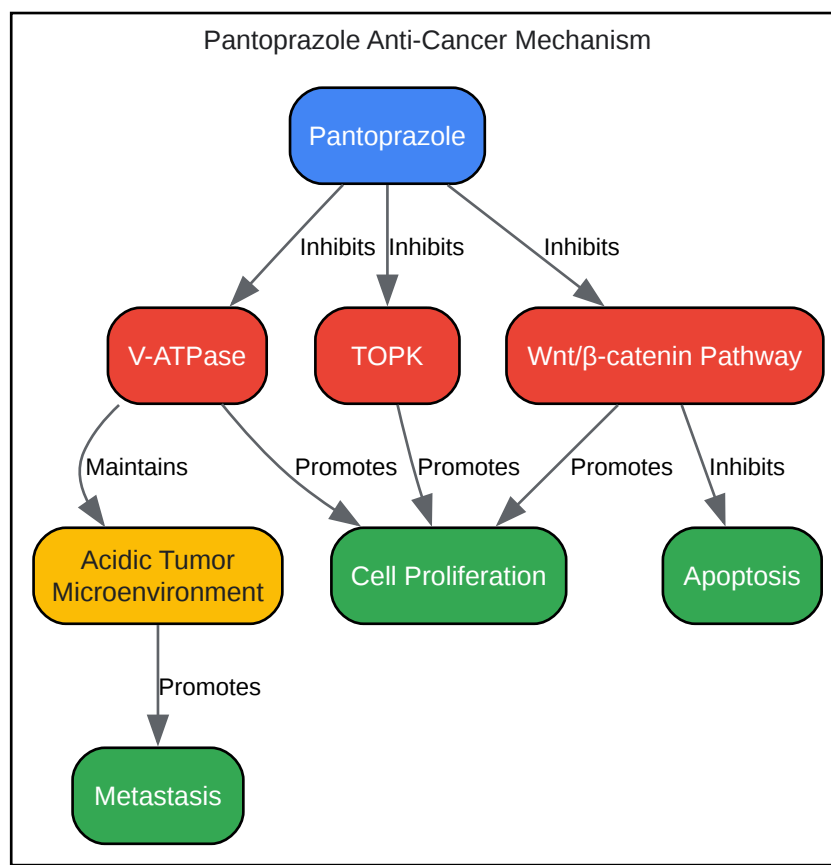 Pantoprazole Anti-Cancer Mechanism
Pantoprazole
Inhibits
Inhibits
Inhibits
V-ATPase
TOPK
Wnt/β-catenin Pathway
Maintains
Promotes
Promotes
Promotes
Inhibits
Acidic Tumor
Microenvironment
Cell Proliferation
Apoptosis
Promotes
Metastasis